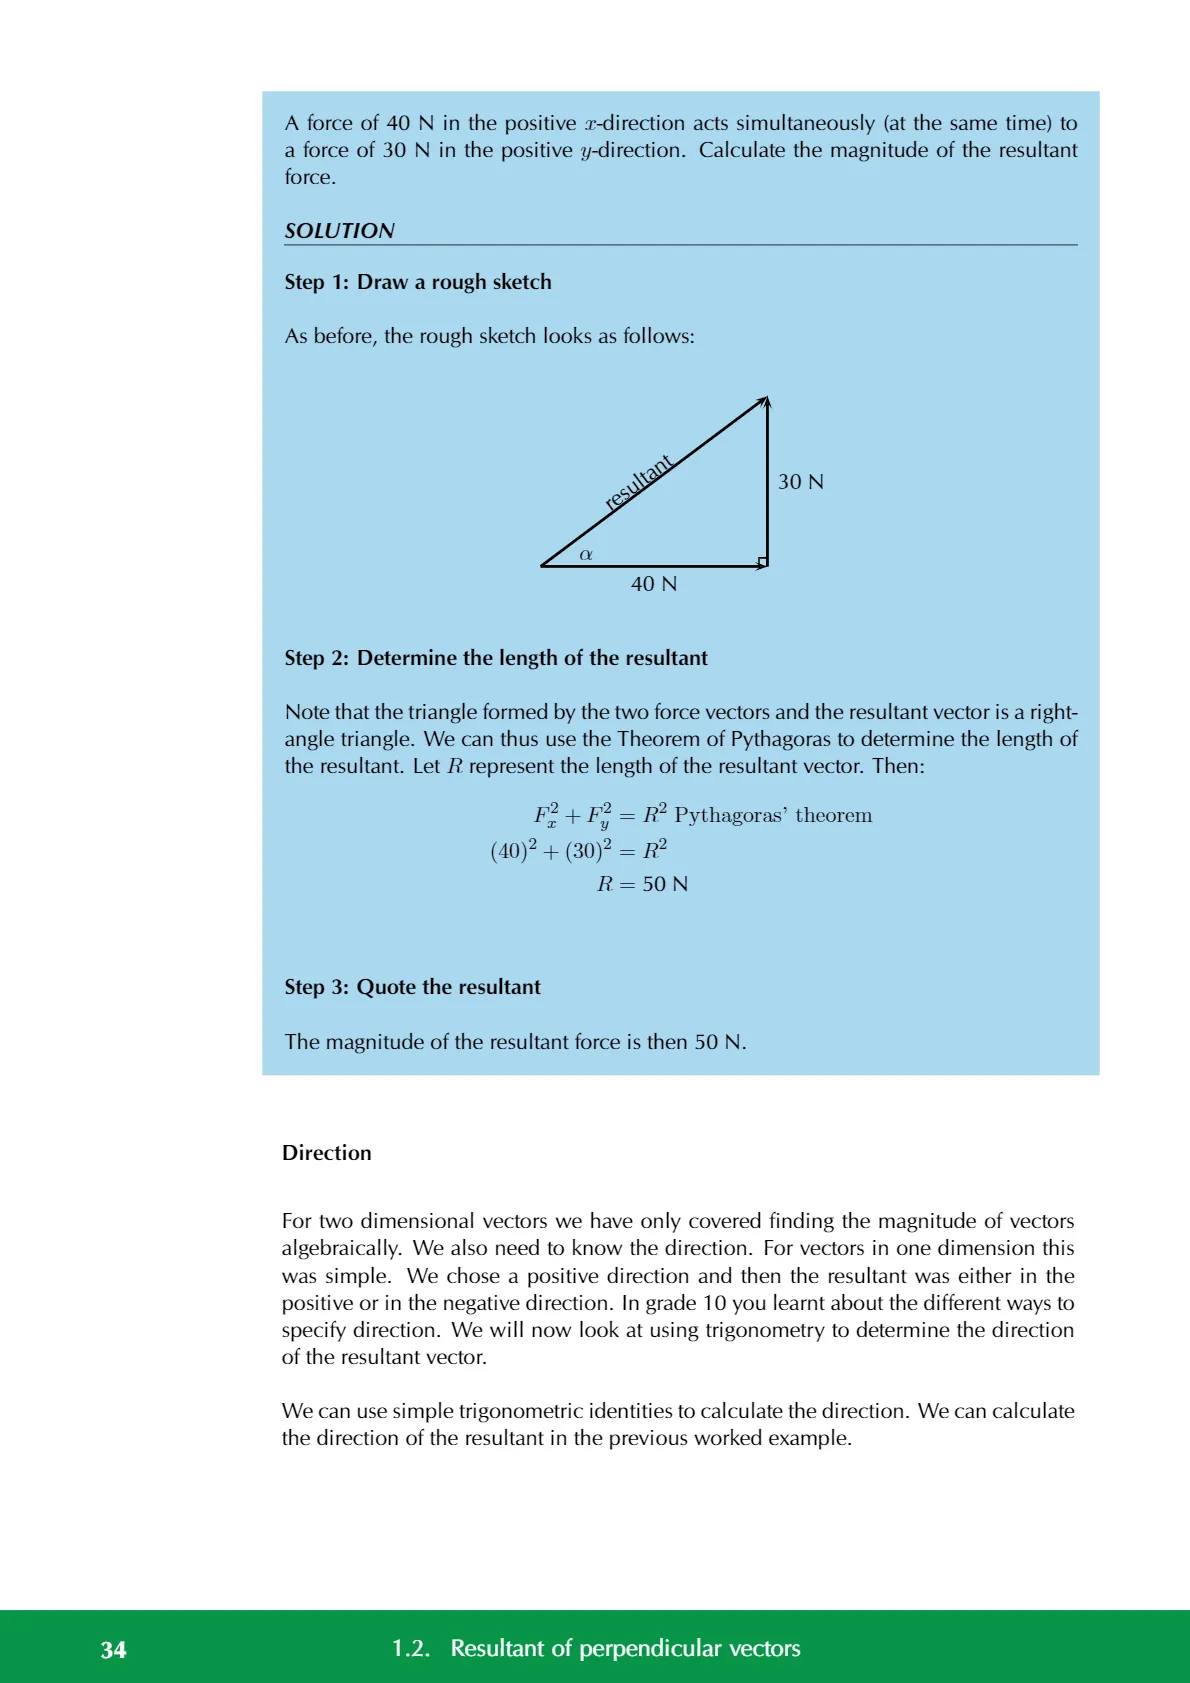 A force of 40 N in the positive x-direction acts simultaneously (at the same time) to
a force of 30 N in the positive y-direction. Calculate the magnitude of the resultant
force.
SOLUTION
Step 1: Draw a rough sketch
As before, the rough sketch looks as follows:
resultant
30 N
α
40 N
Step 2: Determine the length of the resultant
Note that the triangle formed by the two force vectors and the resultant vector is a right-
angle triangle. We can thus use the Theorem of Pythagoras to determine the length of
the resultant. Let R represent the length of the resultant vector. Then:
F_x^2 + F_y^2 = R^2 Pythagoras’ theorem
(40)^2 + (30)^2 = R^2
R = 50 N
Step 3: Quote the resultant
The magnitude of the resultant force is then 50 N.
Direction
For two dimensional vectors we have only covered finding the magnitude of vectors
algebraically. We also need to know the direction. For vectors in one dimension this
was simple. We chose a positive direction and then the resultant was either in the
positive or in the negative direction. In grade 10 you learnt about the different ways to
specify direction. We will now look at using trigonometry to determine the direction
of the resultant vector.
We can use simple trigonometric identities to calculate the direction. We can calculate
the direction of the resultant in the previous worked example.
34 1.2. Resultant of perpendicular vectors